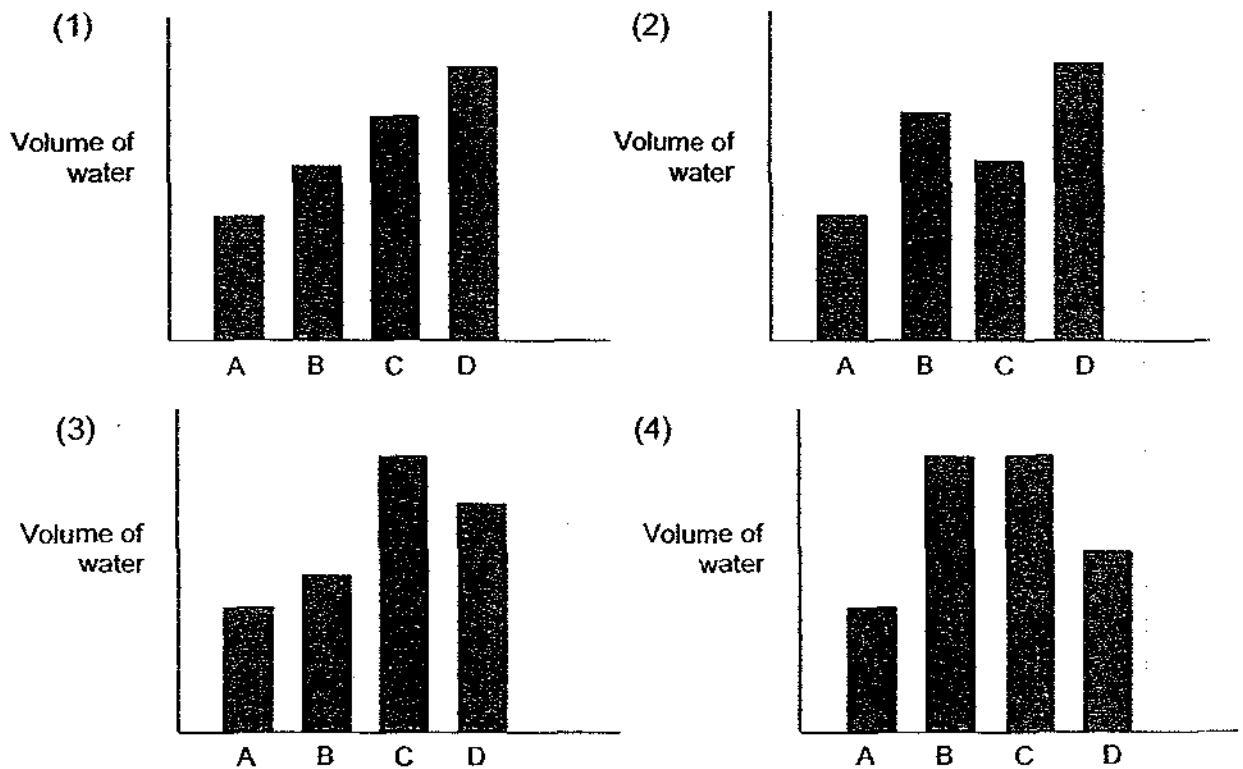 (1)
Volume of
water
A B C D
(2)
Volume of
water
A B C D
(3)
Volume of
water
A B C D
(4)
Volume of
water
A B C D